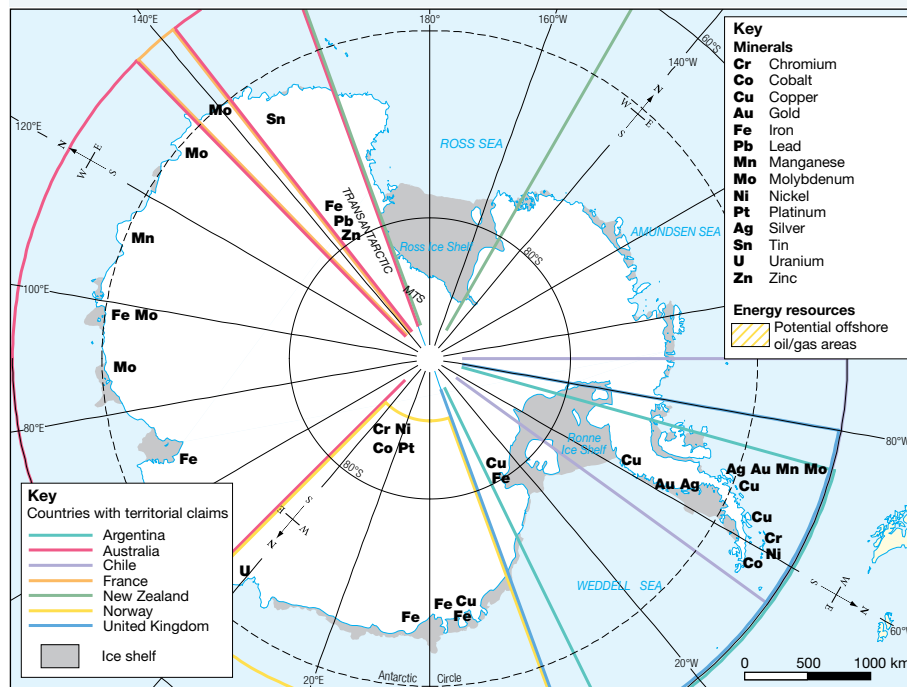 140°E
180°
160°W
60°S
140°W
N
W
E
S
120°E
N
E
W
S
ROSS SEA
Mo
Sn
Mo
TRANSANTARCTIC
MTS
Fe
Pb
Zn
Ross Ice Shelf
80°S
AMUNDSEN SEA
Mn
100°E
Fe Mo
Mo
80°E
Fe
Cr Ni
Co Pt
80°S
Cu
Fe
Ronne
Ice Shelf
Cu
Au Ag
Ag Au Mn Mo
Cu
Cu
Cr
Ni
Co
80°W
S
W
E
N
60°W
S
W
E
N
U
WEDDELL SEA
Fe
Fe
Cu
Fe
20°E
Antarctic Circle
20°W
0 500 1000 km
Key
Minerals
Cr Chromium
Co Cobalt
Cu Copper
Au Gold
Fe Iron
Pb Lead
Mn Manganese
Mo Molybdenum
Ni Nickel
Pt Platinum
Ag Silver
Sn Tin
U Uranium
Zn Zinc
Energy resources
Potential offshore
oil/gas areas
Key
Countries with territorial claims
Argentina
Australia
Chile
France
New Zealand
Norway
United Kingdom
Ice shelf